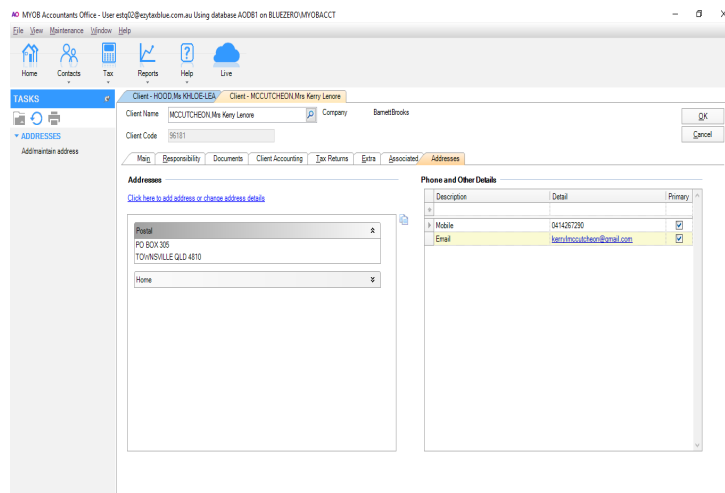 MYOB Accountants Office - User estq02@ezytaxblue.com.au Using database AODB1 on BLUEZERO\MYOBACCT
File View Maintenance Window Help
Home Contacts Tax Reports Help Live
TASKS
Client - HOOD,Ms KHLOE-LEA Client - MCCUTCHEON,Mrs Kerry Lenore
Client Name MCCUTCHEON,Mrs Kerry Lenore Company BarnettBrooks OK
Client Code 96181 Cancel
ADDRESSES
Add/maintain address
Main Responsibility Documents Client Accounting Tax Returns Extra Associated Addresses
Addresses
Click here to add address or change address details
Postal
PO BOX 305
TOWNSVILLE QLD 4810
Home
Phone and Other Details
Description Detail Primary
Mobile 0414267290
Email kerrylmccutcheon@gmail.com